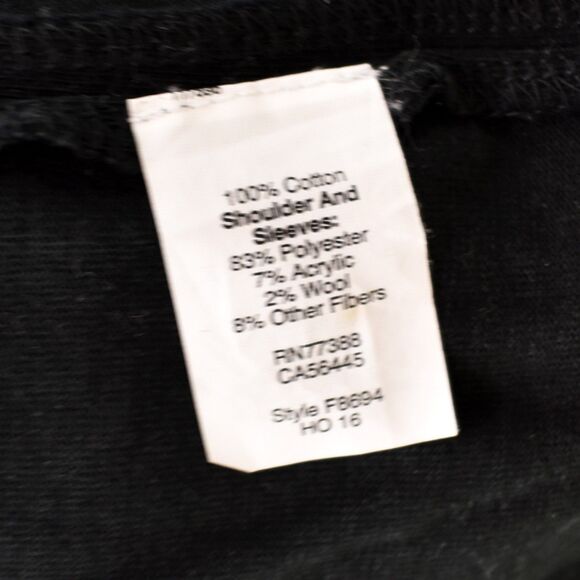 100% Cotton
Shoulder And
Sleeves:
83% Polyester
7% Acrylic
2% Wool
8% Other Fibers
RN77388
CA56445
Style F8694
HO 16